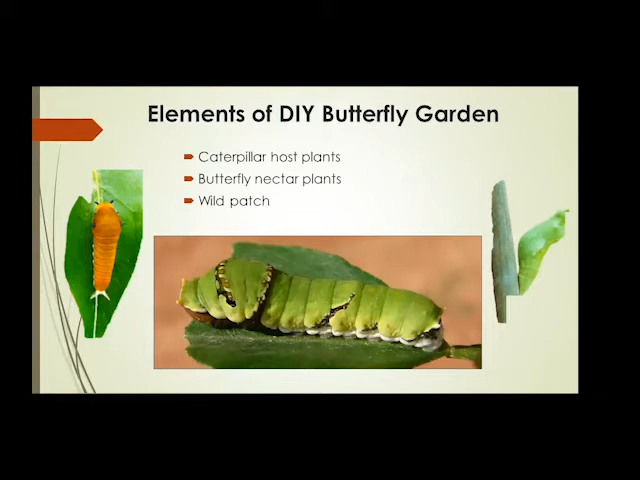 Elements of DIY Butterfly Garden
Caterpillar host plants
Butterfly nectar plants
Wild patch